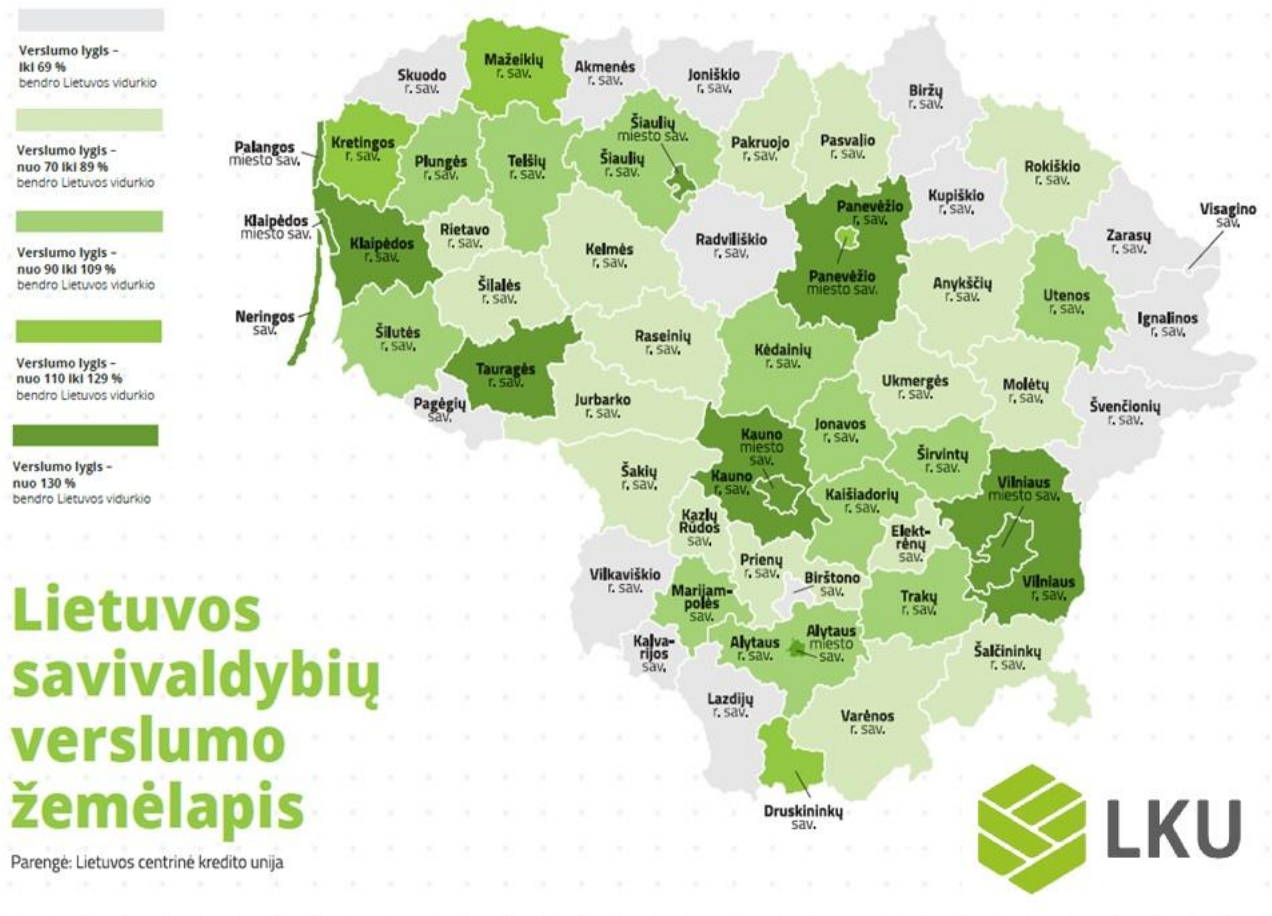 Verslumo lygis –
iki 69 %
bendro Lietuvos vidurkio
Verslumo lygis –
nuo 70 iki 89 %
bendro Lietuvos vidurkio
Verslumo lygis –
nuo 90 iki 109 %
bendro Lietuvos vidurkio
Verslumo lygis –
nuo 110 iki 129 %
bendro Lietuvos vidurkio
Verslumo lygis –
nuo 130 %
bendro Lietuvos vidurkio
Skuodo
r. sav.
Mažeikių
r. sav.
Akmenės
r. sav.
Joniškio
r. sav.
Biržų
r. sav.
Palangos
miesto sav.
Kretingos
r. sav.
Plungės
r. sav.
Telšių
r. sav.
Šiaulių
miesto sav.
Šiaulių
r. sav.
Pakruojo
r. sav.
Pasvalio
r. sav.
Rokiškio
r. sav.
Kupiškio
r. sav.
Visagino
sav.
Klaipėdos
miesto sav.
Klaipėdos
r. sav.
Rietavo
r. sav.
Kelmės
r. sav.
Radviliškio
r. sav.
Panevėžio
r. sav.
Panevėžio
miesto sav.
Zarasų
r. sav.
Šilalės
r. sav.
Anykščių
r. sav.
Utenos
r. sav.
Ignalinos
r. sav.
Neringos
sav.
Šilutės
r. sav.
Raseinių
r. sav.
Kėdainių
r. sav.
Tauragės
r. sav.
Ukmergės
r. sav.
Molėtų
r. sav.
Pagėgių
sav.
Jurbarko
r. sav.
Švenčionių
r. sav.
Jonavos
r. sav.
Kauno
miesto
sav.
Kauno
r. sav.
Širvintų
r. sav.
Šakių
r. sav.
Vilniaus
miesto sav.
Kaišiadorių
r. sav.
Kazlų
Rūdos
sav.
Elekt-
rėnų
sav.
Prienų
r. sav.
Birštono
sav.
Vilkaviškio
r. sav.
Marijam-
polės
sav.
Trakų
r. sav.
Vilniaus
r. sav.
Kalva-
rijos
sav.
Alytaus
r. sav.
Alytaus
miesto
sav.
Šalčininkų
r. sav.
Lazdijų
r. sav.
Varėnos
r. sav.
Druskininkų
sav.
Lietuvos
savivaldybių
verslumo
žemėlapis
Parengė: Lietuvos centrinė kredito unija
LKU